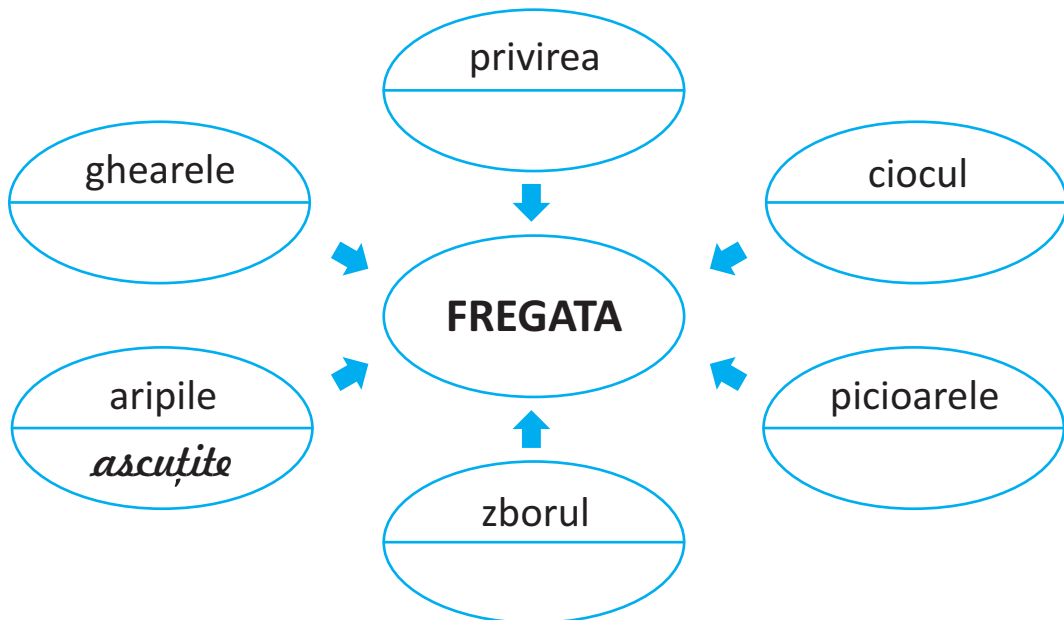 privirea
ghearele
ciocul
FREGATA
aripile
ascuțite
picioarele
zborul